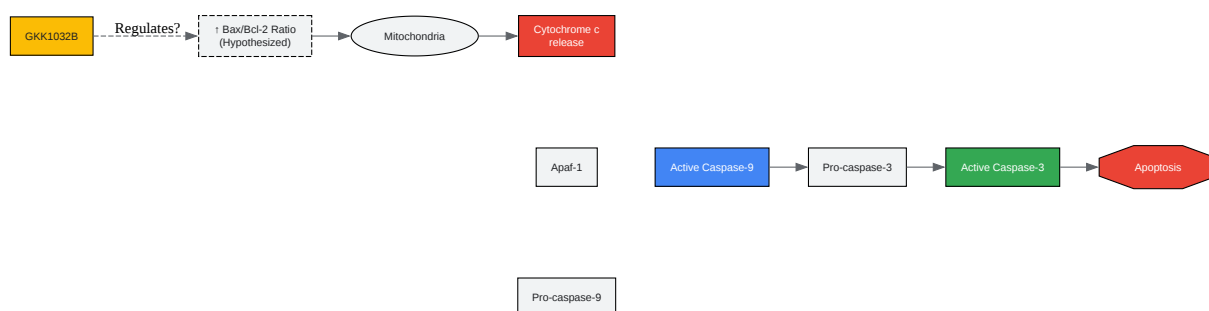 GKK1032B
Regulates?
↑ Bax/Bcl-2 Ratio
(Hypothesized)
Mitochondria
Cytochrome c
release
Apaf-1
Active Caspase-9
Pro-caspase-3
Active Caspase-3
Apoptosis
Pro-caspase-9